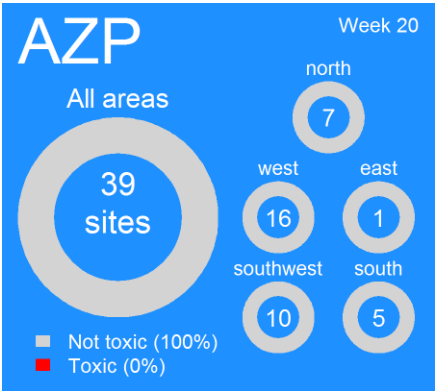 AZP
Week 20
All areas
39
sites
north
7
west
16
east
1
southwest
10
south
5
Not toxic (100%)
Toxic (0%)